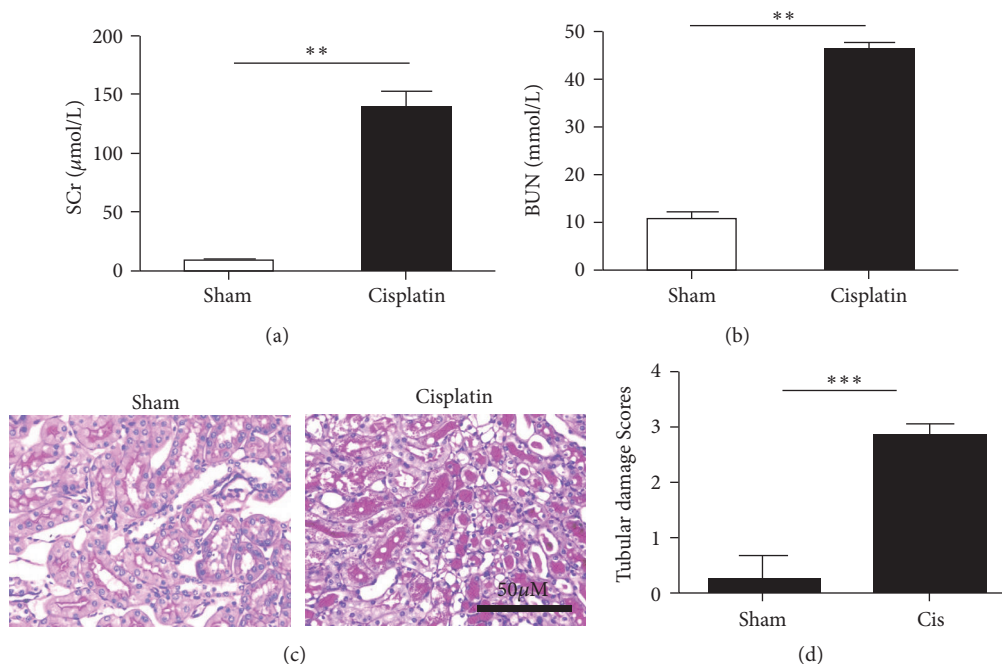 200
150
100
50
0
SCr (µmol/L)
**
Sham
Cisplatin
(a)
50
40
30
20
10
0
BUN (mmol/L)
**
Sham
Cisplatin
(b)
Sham
Cisplatin
50µM
(c)
4
3
2
1
0
Tubular damage Scores
***
Sham
Cis
(d)